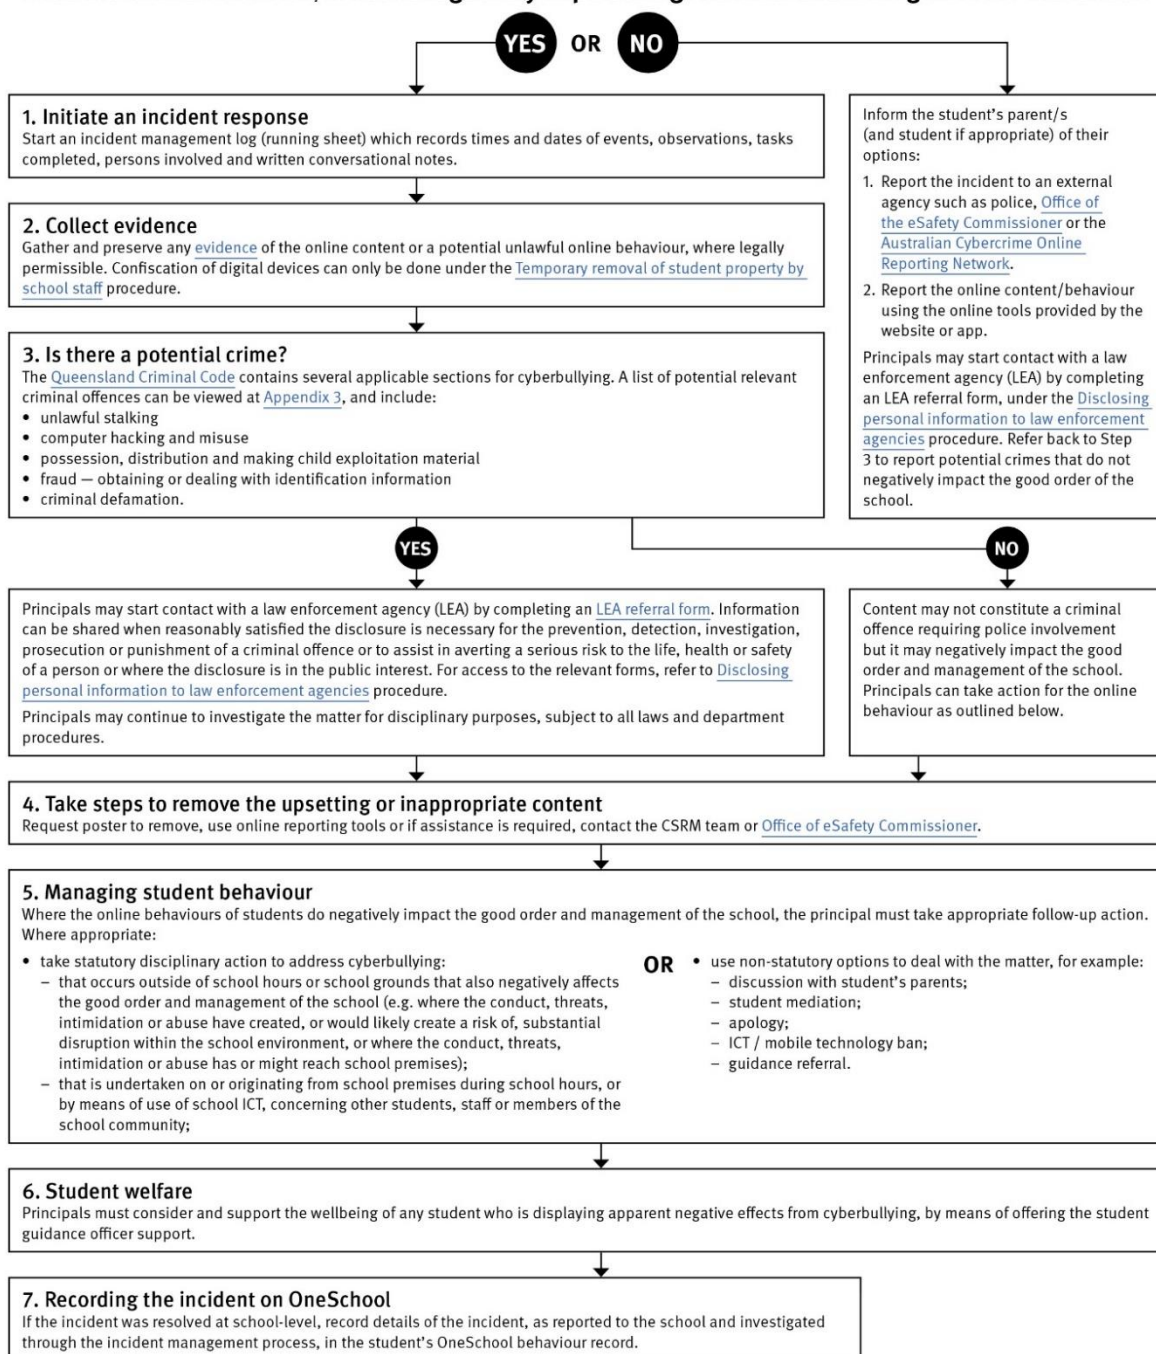 YES OR NO
1. Initiate an incident response
Start an incident management log (running sheet) which records times and dates of events, observations, tasks
completed, persons involved and written conversational notes.
2. Collect evidence
Gather and preserve any evidence of the online content or a potential unlawful online behaviour, where legally
permissible. Confiscation of digital devices can only be done under the Temporary removal of student property by
school staff procedure.
3. Is there a potential crime?
The Queensland Criminal Code contains several applicable sections for cyberbullying. A list of potential relevant
criminal offences can be viewed at Appendix 3, and include:
• unlawful stalking
• computer hacking and misuse
• possession, distribution and making child exploitation material
• fraud — obtaining or dealing with identification information
• criminal defamation.
Inform the student's parent/s
(and student if appropriate) of their
options:
1. Report the incident to an external
agency such as police, Office of
the eSafety Commissioner or the
Australian Cybercrime Online
Reporting Network.
2. Report the online content/behaviour
using the online tools provided by the
website or app.
Principals may start contact with a law
enforcement agency (LEA) by completing
an LEA referral form, under the Disclosing
personal information to law enforcement
agencies procedure. Refer back to Step
3 to report potential crimes that do not
negatively impact the good order of the
school.
YES
NO
Principals may start contact with a law enforcement agency (LEA) by completing an LEA referral form. Information
can be shared when reasonably satisfied the disclosure is necessary for the prevention, detection, investigation,
prosecution or punishment of a criminal offence or to assist in averting a serious risk to the life, health or safety
of a person or where the disclosure is in the public interest. For access to the relevant forms, refer to Disclosing
personal information to law enforcement agencies procedure.
Principals may continue to investigate the matter for disciplinary purposes, subject to all laws and department
procedures.
Content may not constitute a criminal
offence requiring police involvement
but it may negatively impact the good
order and management of the school.
Principals can take action for the online
behaviour as outlined below.
4. Take steps to remove the upsetting or inappropriate content
Request poster to remove, use online reporting tools or if assistance is required, contact the CSRM team or Office of eSafety Commissioner.
5. Managing student behaviour
Where the online behaviours of students do negatively impact the good order and management of the school, the principal must take appropriate follow-up action.
Where appropriate:
• take statutory disciplinary action to address cyberbullying:
– that occurs outside of school hours or school grounds that also negatively affects
the good order and management of the school (e.g. where the conduct, threats,
intimidation or abuse have created, or would likely create a risk of, substantial
disruption within the school environment, or where the conduct, threats,
intimidation or abuse has or might reach school premises);
– that is undertaken on or originating from school premises during school hours, or
by means of use of school ICT, concerning other students, staff or members of the
school community;
OR
• use non-statutory options to deal with the matter, for example:
– discussion with student's parents;
– student mediation;
– apology;
– ICT / mobile technology ban;
– guidance referral.
6. Student welfare
Principals must consider and support the wellbeing of any student who is displaying apparent negative effects from cyberbullying, by means of offering the student
guidance officer support.
7. Recording the incident on OneSchool
If the incident was resolved at school-level, record details of the incident, as reported to the school and investigated
through the incident management process, in the student's OneSchool behaviour record.